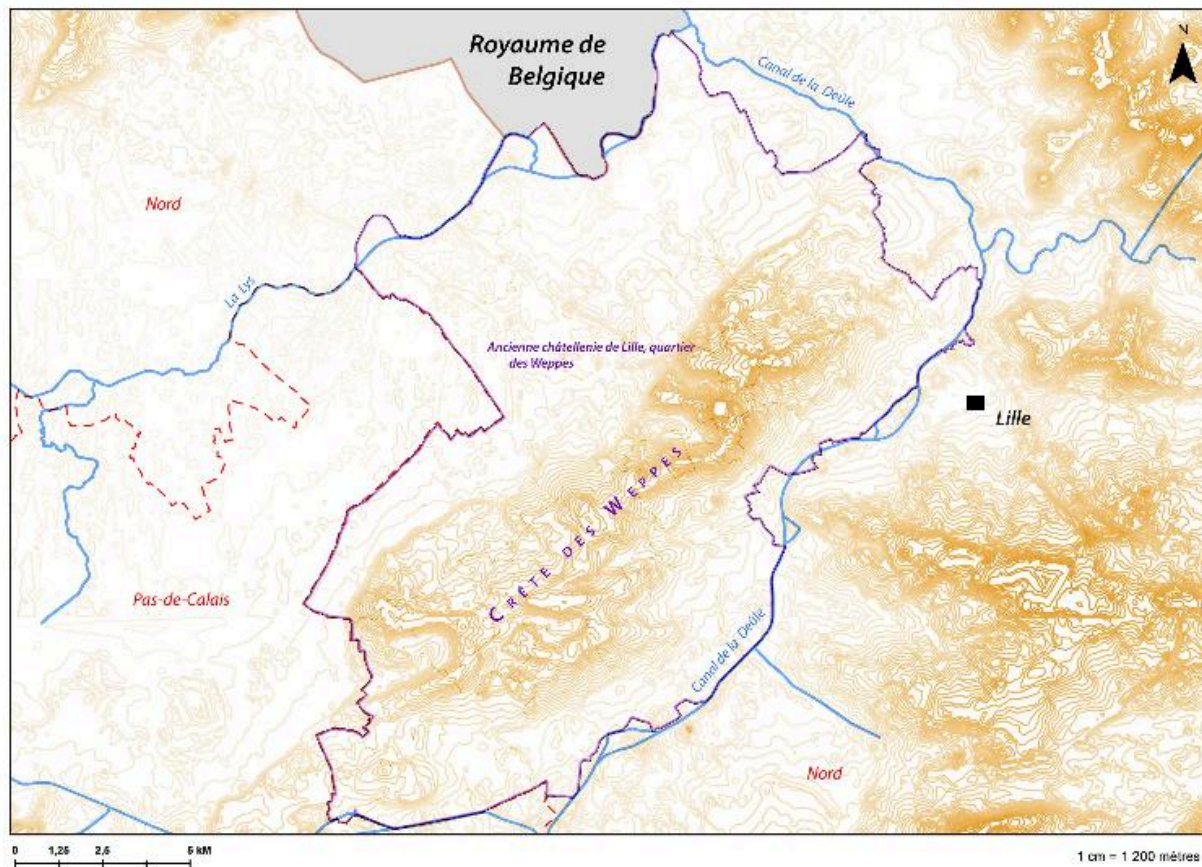 Royaume de
Belgique
N
Canal de la Deûle
Nord
La Lys
Ancienne châtellenie de Lille, quartier
des Weppes
Lille
CRÊTE DES WEPPES
Pas-de-Calais
Canal de la Deûle
Nord
0 1,25 2,5 5 kM
1 cm = 1 200 mètres